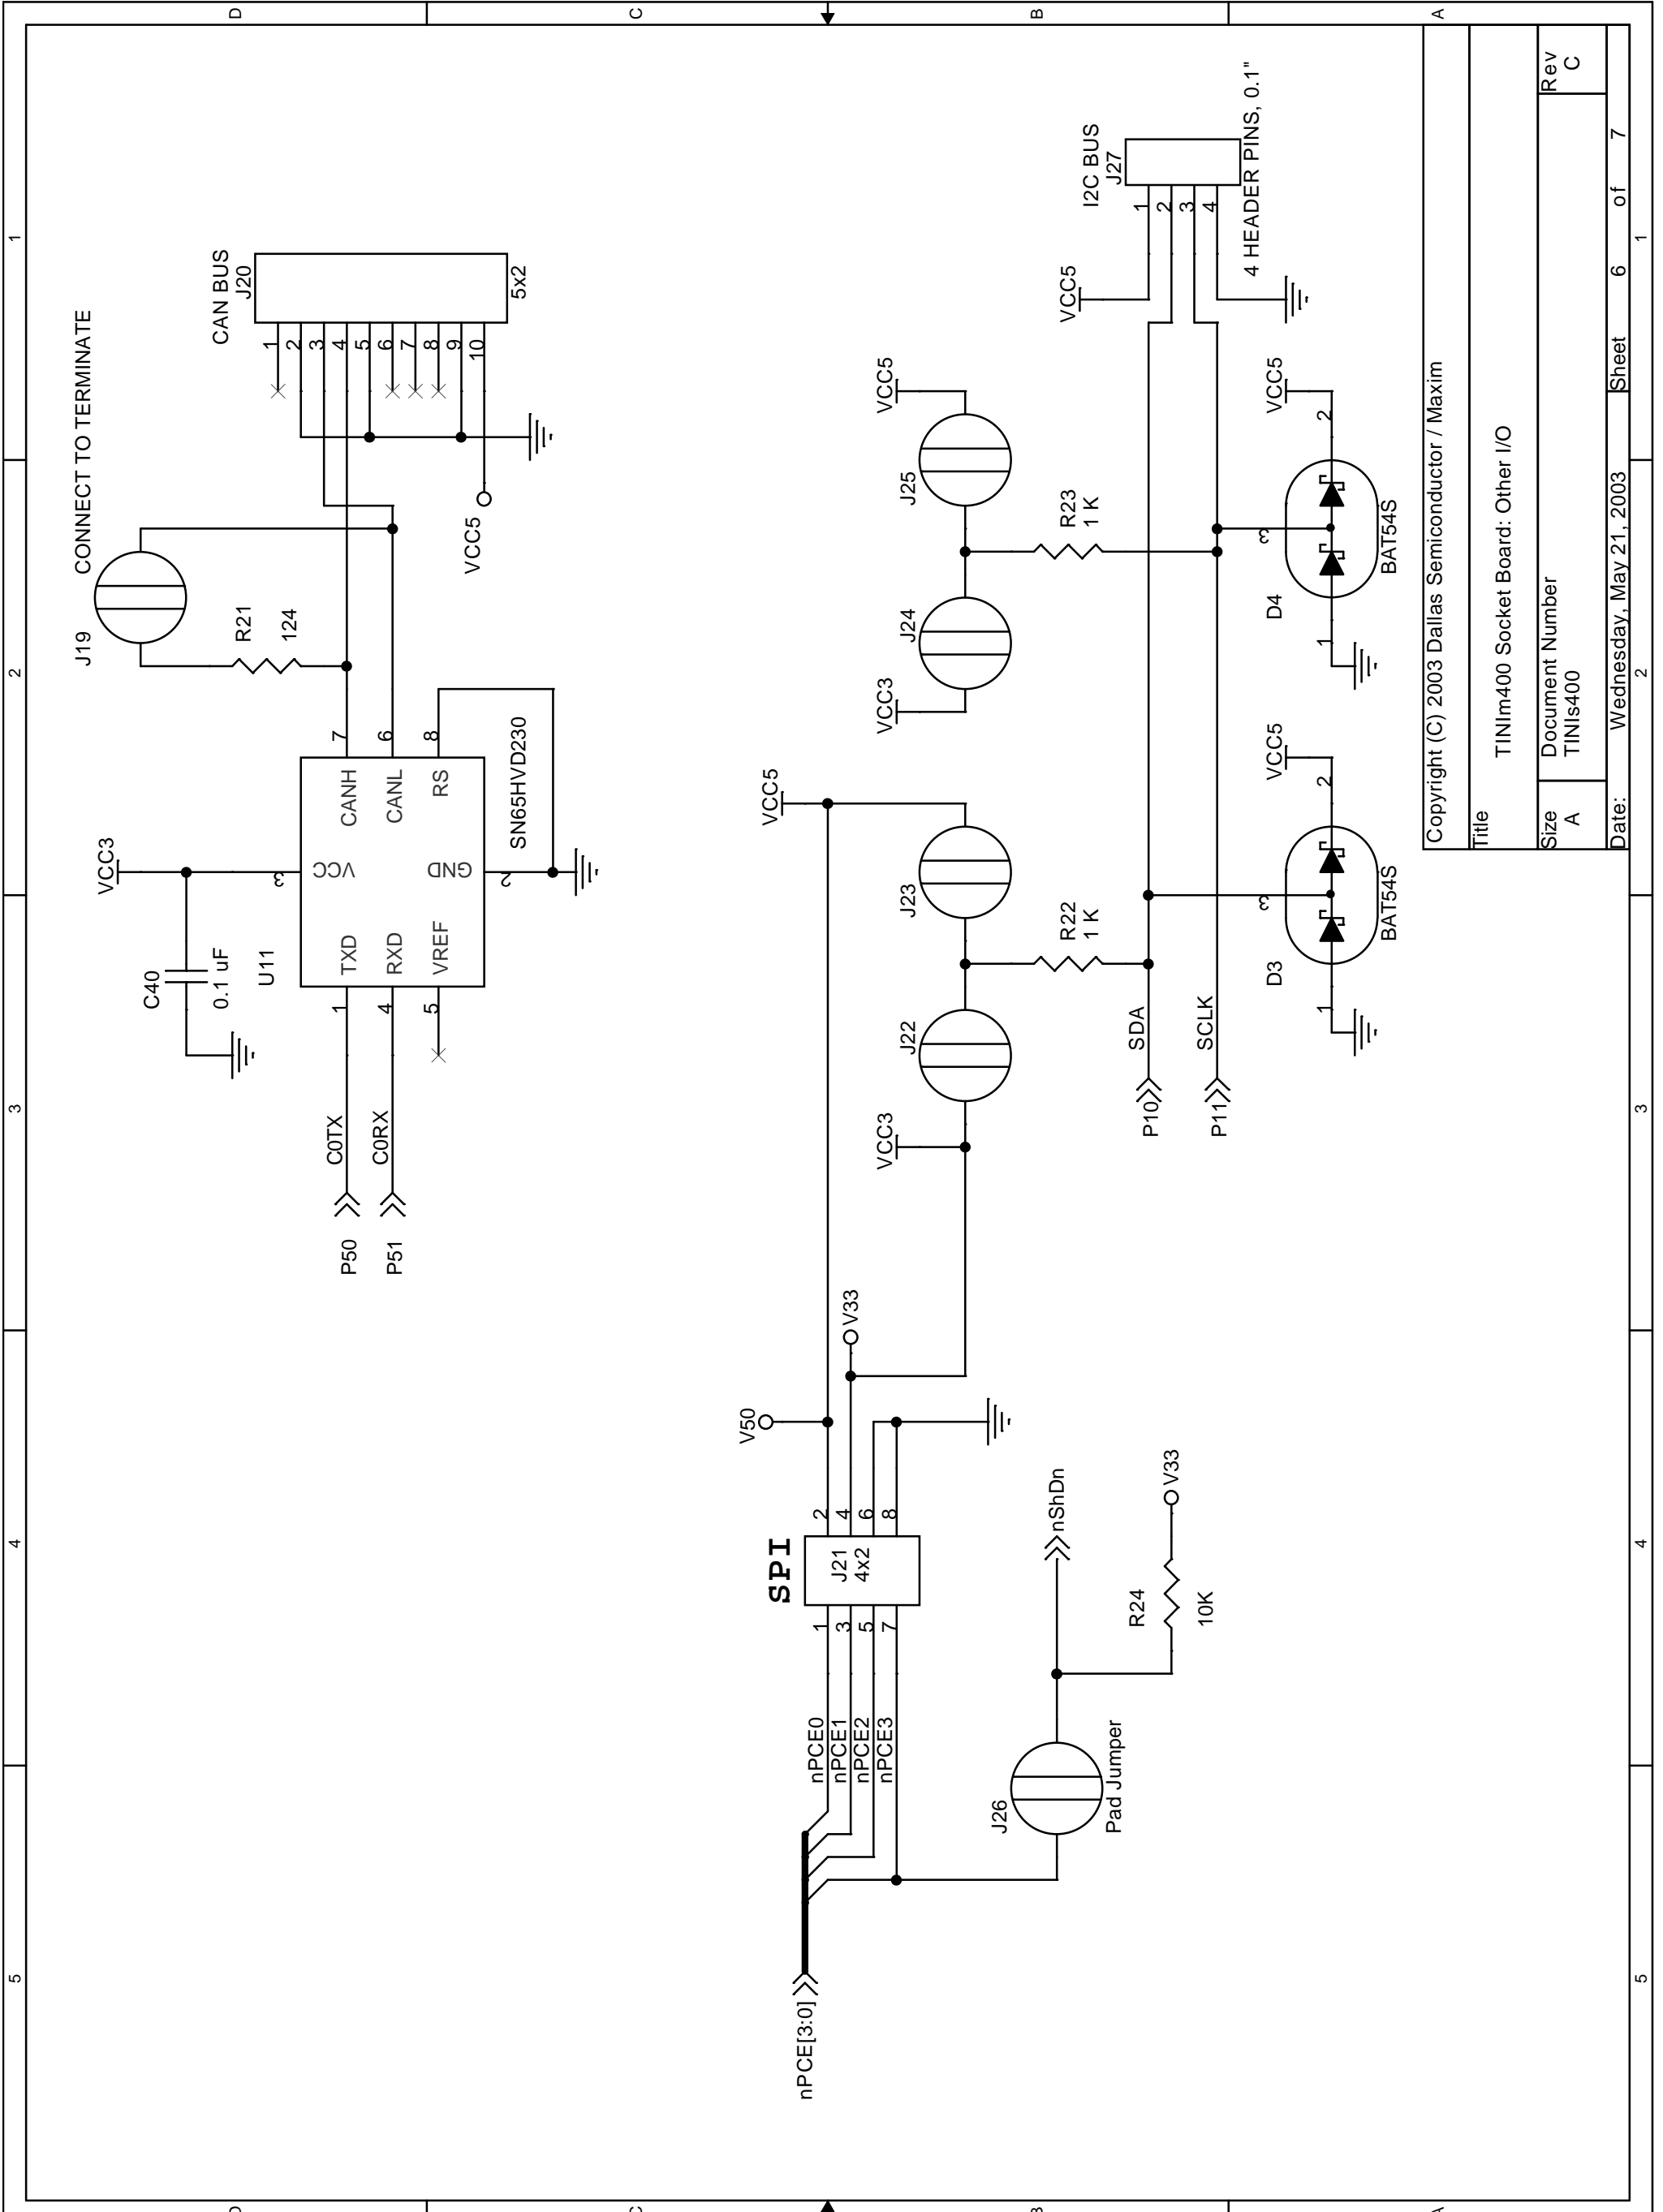 5
4
3
2
1
D
C
B
A
CONNECT TO TERMINATE
J19
R21
124
CAN BUS
J20
5x2
1
2
3
4
5
6
7
8
9
10
VCC5
VCC3
C40
0.1 uF
U11
TXD
RXD
VREF
VCC
GND
CANH
CANL
RS
1
4
5
3
2
7
6
8
SN65HVD230
P50
C0TX
P51
C0RX
nPCE[3:0]
nPCE0
nPCE1
nPCE2
nPCE3
SPI
J21
4x2
1
3
5
7
2
4
6
8
V50
V33
VCC5
VCC3
J22
J23
R22
1 K
VCC3
J24
J25
VCC5
R23
1 K
J26
Pad Jumper
nShDn
R24
10K
V33
P10
SDA
P11
SCLK
I2C BUS
J27
1
2
3
4
4 HEADER PINS, 0.1"
VCC5
D3
1
2
3
VCC5
BAT54S
D4
1
2
3
VCC5
BAT54S
Copyright (C) 2003 Dallas Semiconductor / Maxim
Title
TINIm400 Socket Board: Other I/O
Size
A
Document Number
TINIs400
Rev
C
Date:
Wednesday, May 21, 2003
Sheet
6
of
7
5
4
3
2
1
D
C
B
A